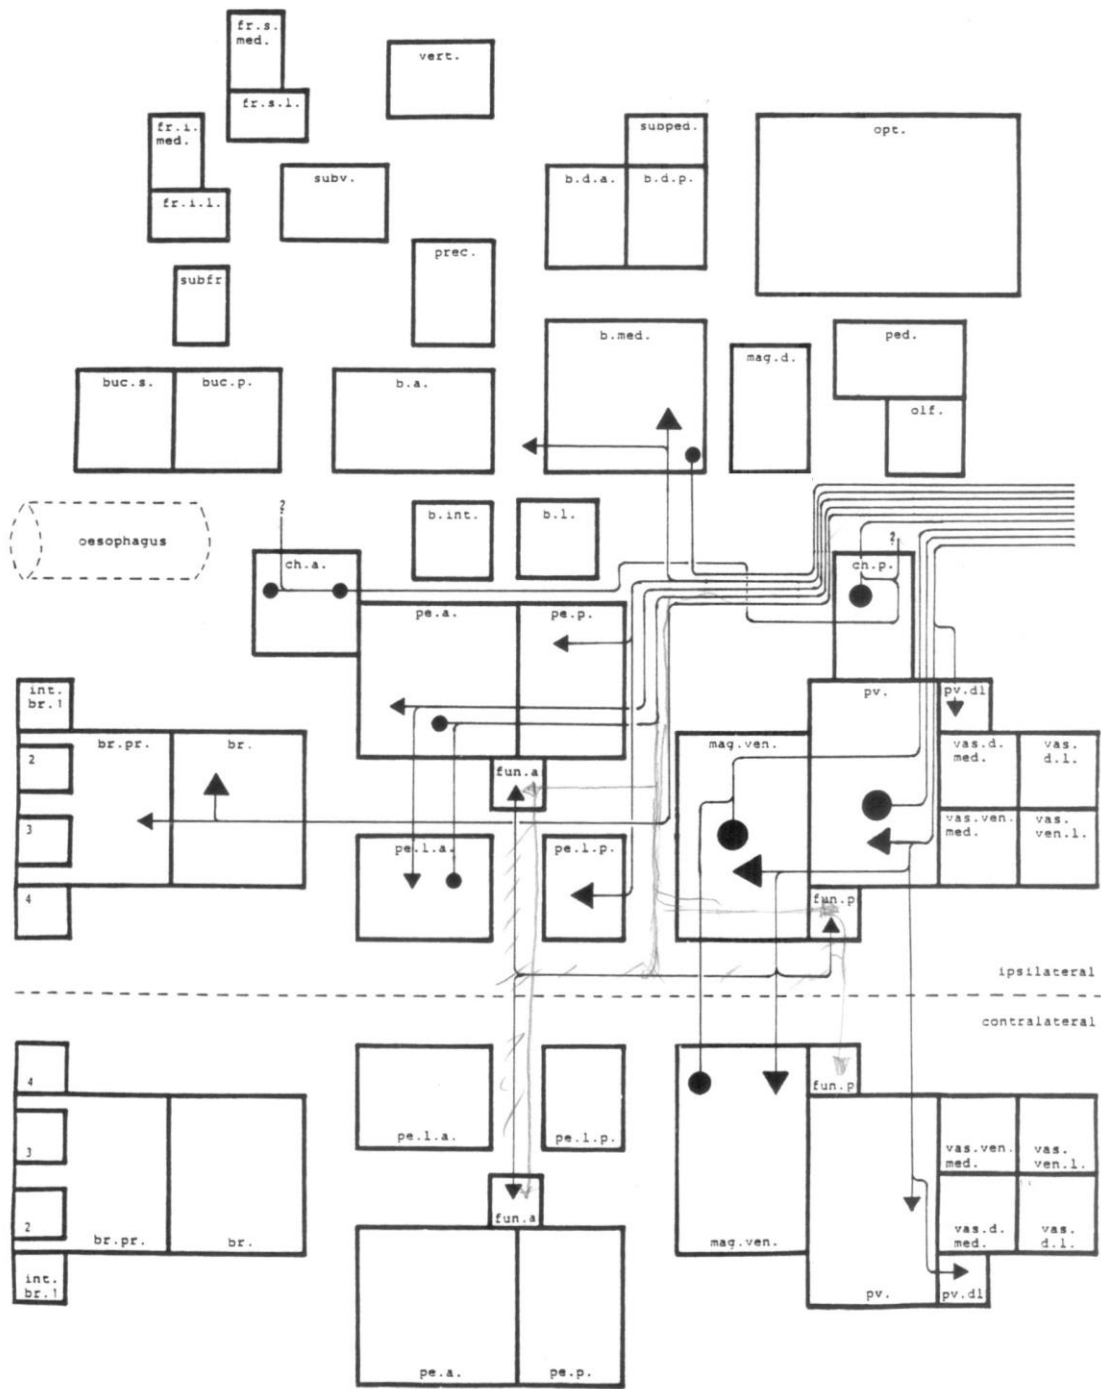 fr.s.
med.
vert.
fr.s.l.
fr.i.
med.
subped.
opt.
subv.
b.d.a.
b.d.p.
fr.i.l.
prec.
subfr
b.med.
ped.
mag.d.
buc.s.
buc.p.
b.a.
olf.
?
b.int.
b.l.
oesophagus
?
ch.a.
ch.p.
pe.a.
pe.p.
int.
br.1
pv.
pv.dl
br.pr.
br.
mag.ven.
vas.d.
med.
vas.
d.l.
2
fun.a
3
vas.ven.
med.
vas.
ven.l.
pe.l.a.
pe.l.p.
4
fun.p
ipsilateral
contralateral
4
fun.p
3
pe.l.a.
pe.l.p.
vas.ven.
med.
vas.
ven.l.
2
fun.a
br.pr.
br.
mag.ven.
vas.d.
med.
vas.
d.l.
int.
br.1
pv.
pv.dl
pe.a.
pe.p.